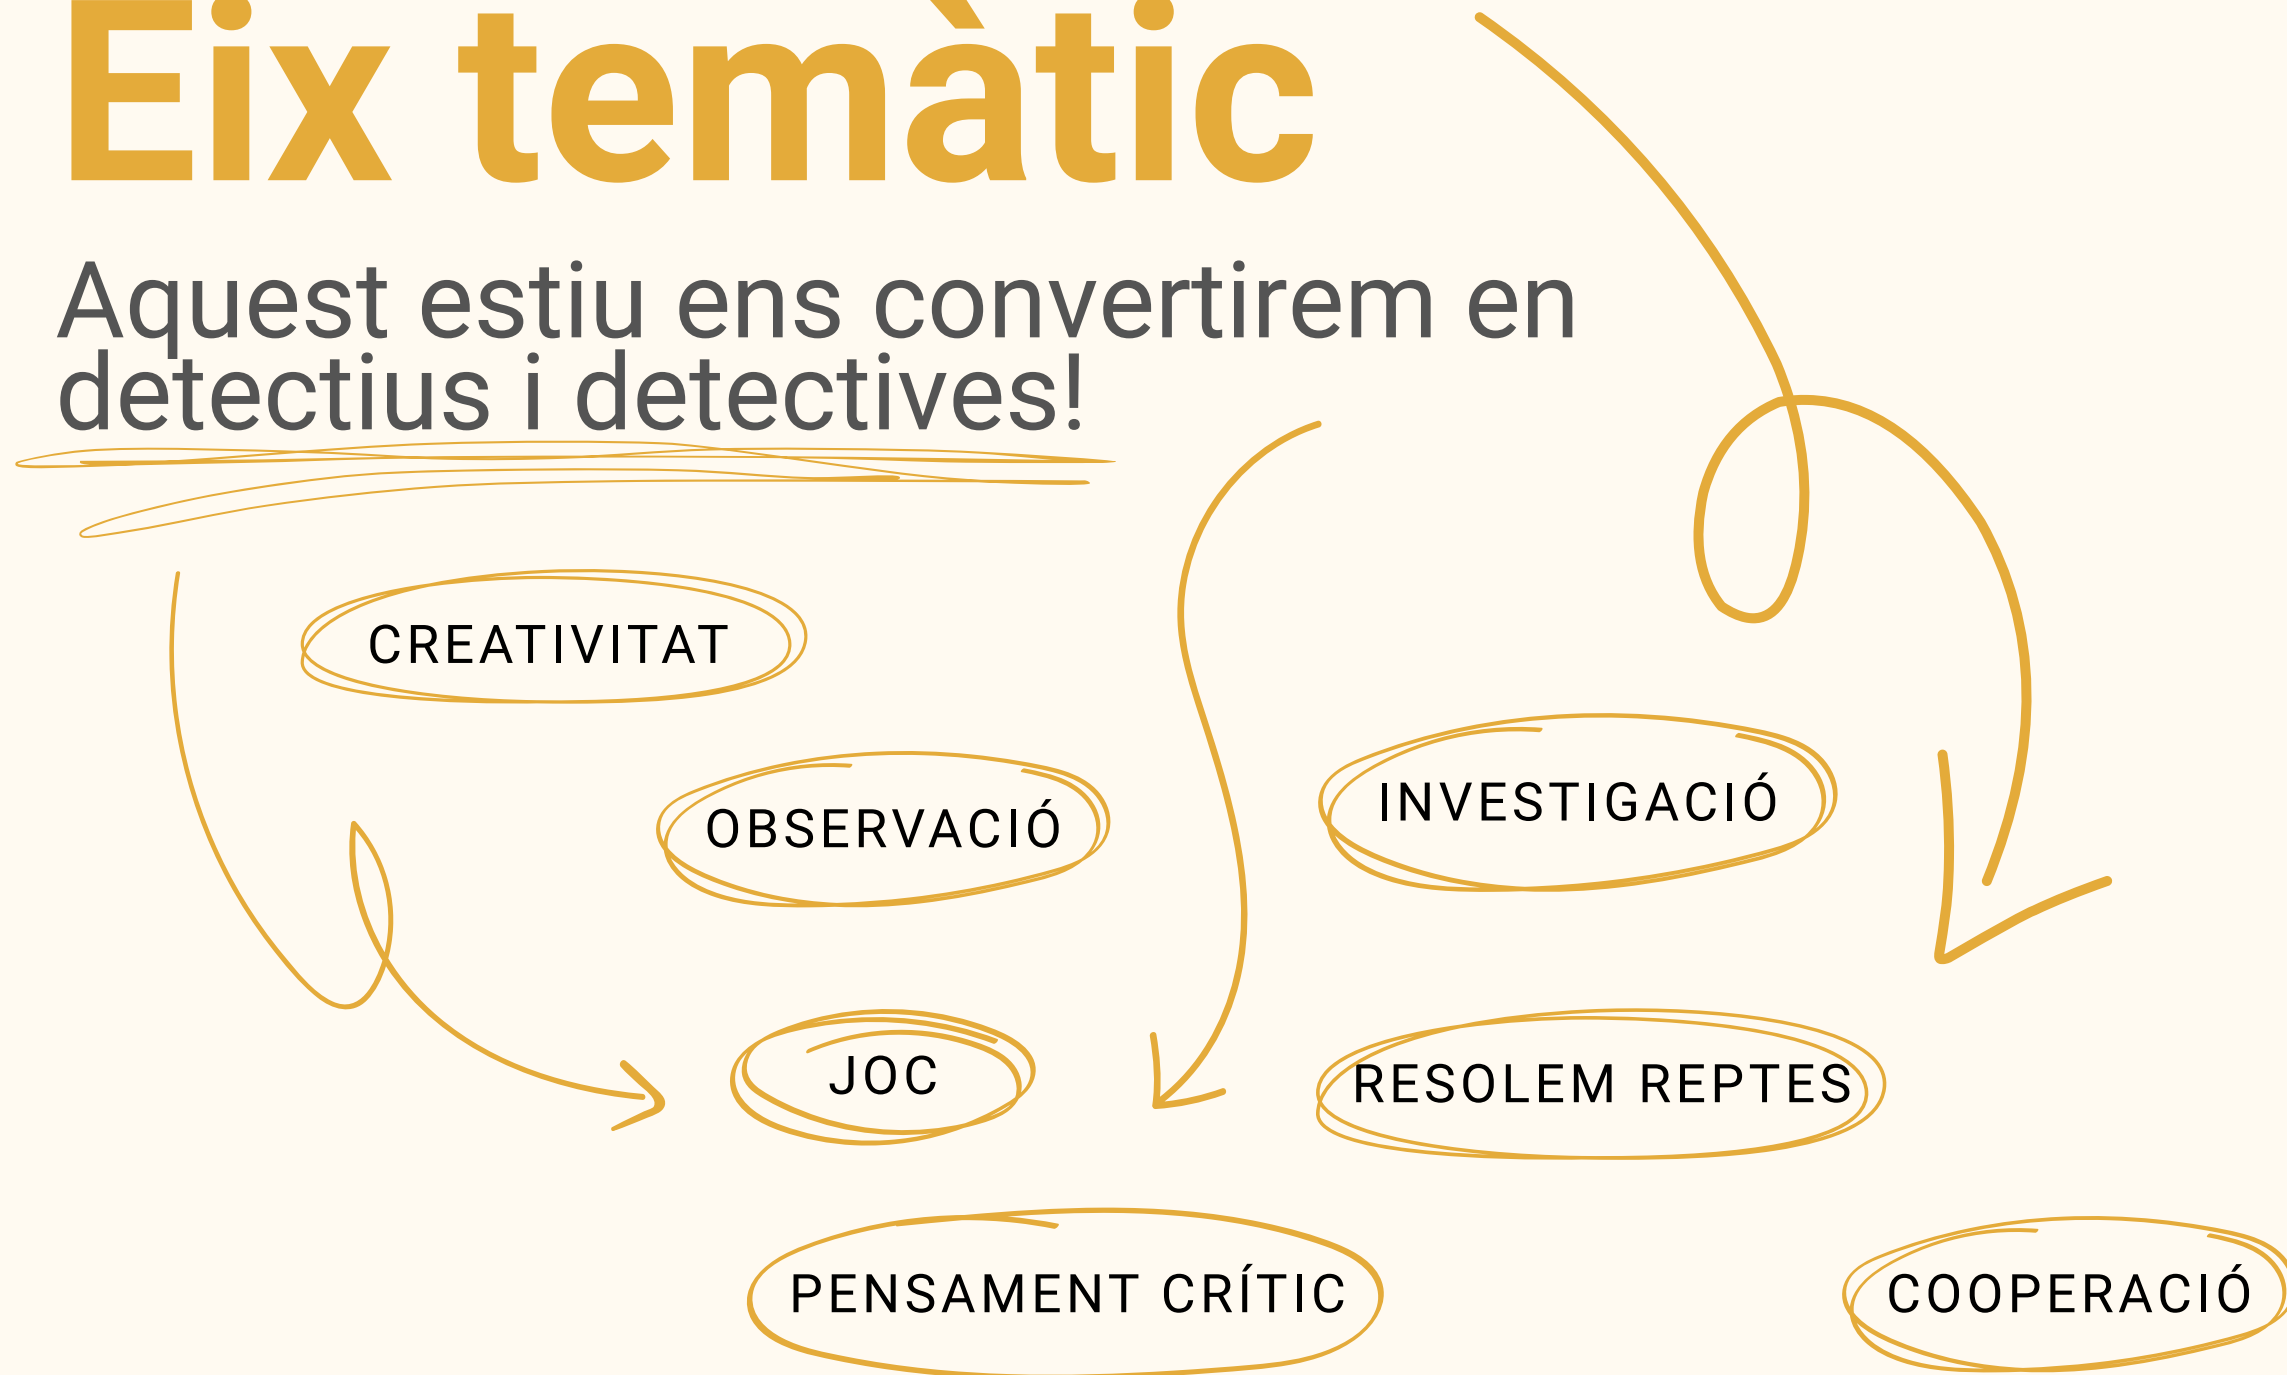 Eix temàtic
Aquest estiu ens convertirem en
detectius i detectives!
CREATIVITAT
OBSERVACIÓ
INVESTIGACIÓ
JOC
RESOLEM REPTES
PENSAMENT CRÍTIC
COOPERACIÓ